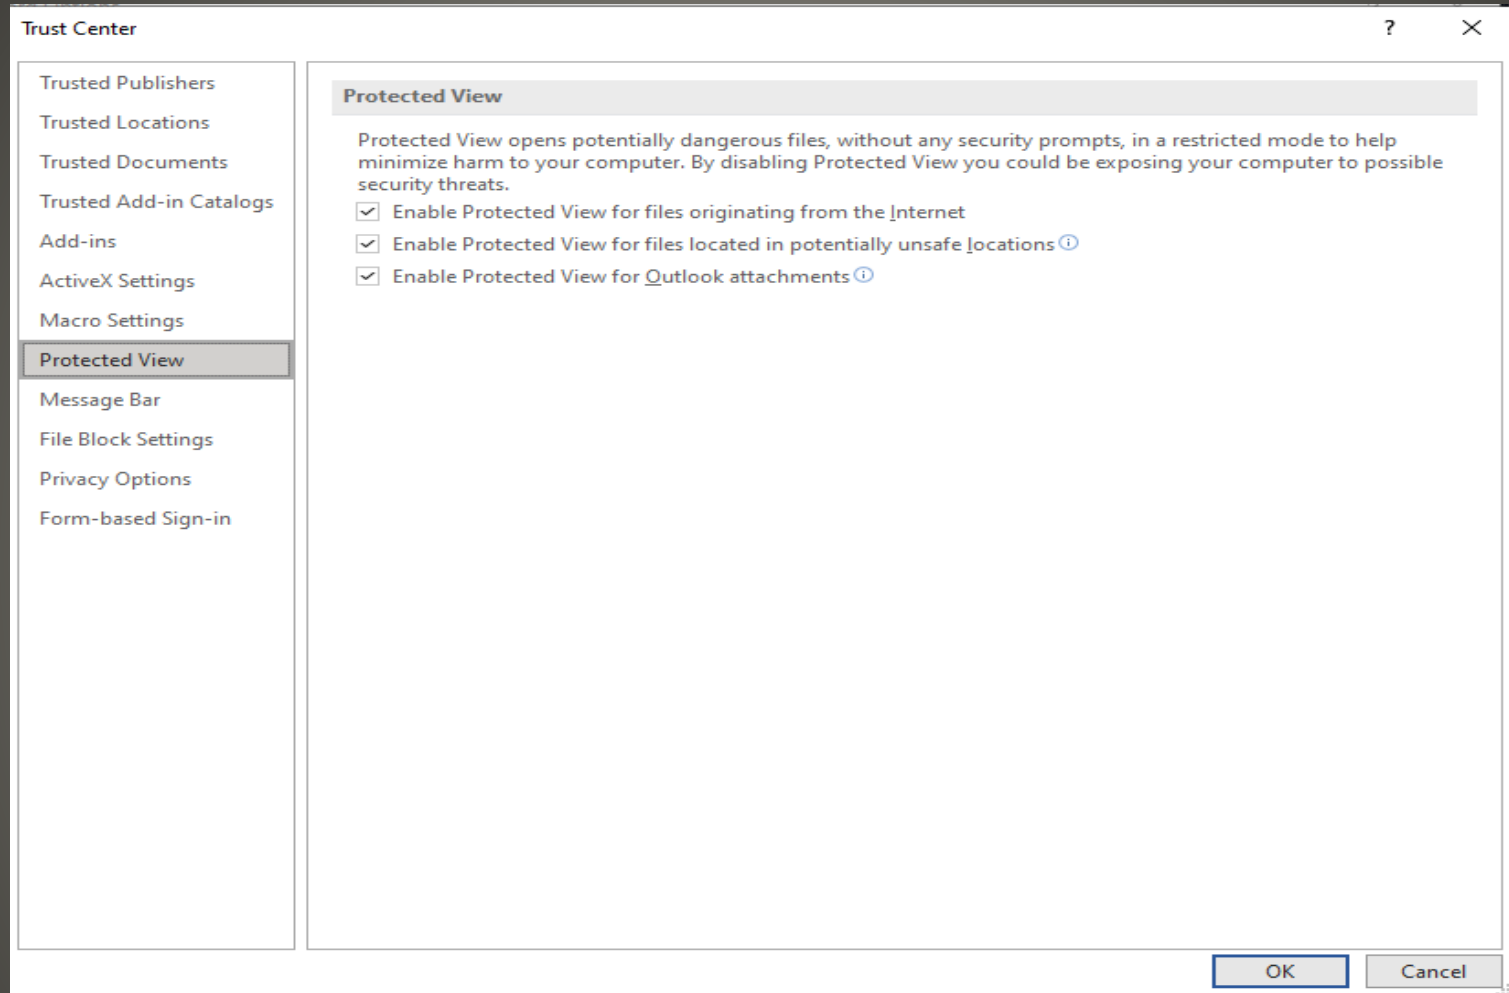 Trust Center
?
Trusted Publishers
Trusted Locations
Trusted Documents
Trusted Add-in Catalogs
Add-ins
ActiveX Settings
Macro Settings
Protected View
Message Bar
File Block Settings
Privacy Options
Form-based Sign-in
Protected View
Protected View opens potentially dangerous files, without any security prompts, in a restricted mode to help
minimize harm to your computer. By disabling Protected View you could be exposing your computer to possible
security threats.
Enable Protected View for files originating from the Internet
Enable Protected View for files located in potentially unsafe locations
Enable Protected View for Outlook attachments
OK
Cancel